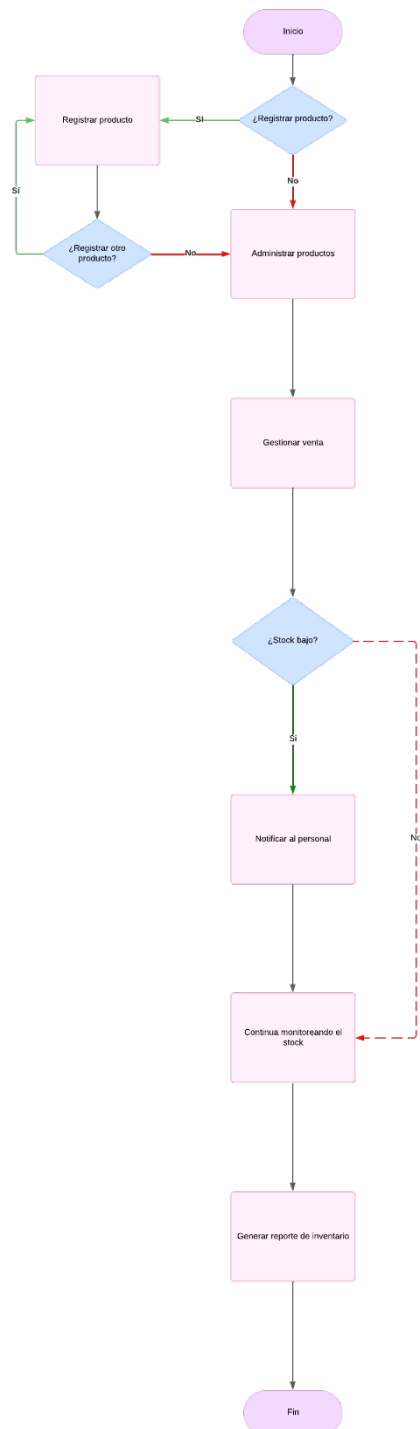 Inicio
¿Registrar producto?
SI
Registrar producto
No
Sí
¿Registrar otro
producto?
No
Administrar productos
Gestionar venta
¿Stock bajo?
Sí
No
Notificar al personal
Continua monitoreando el
stock
Generar reporte de inventario
Fin